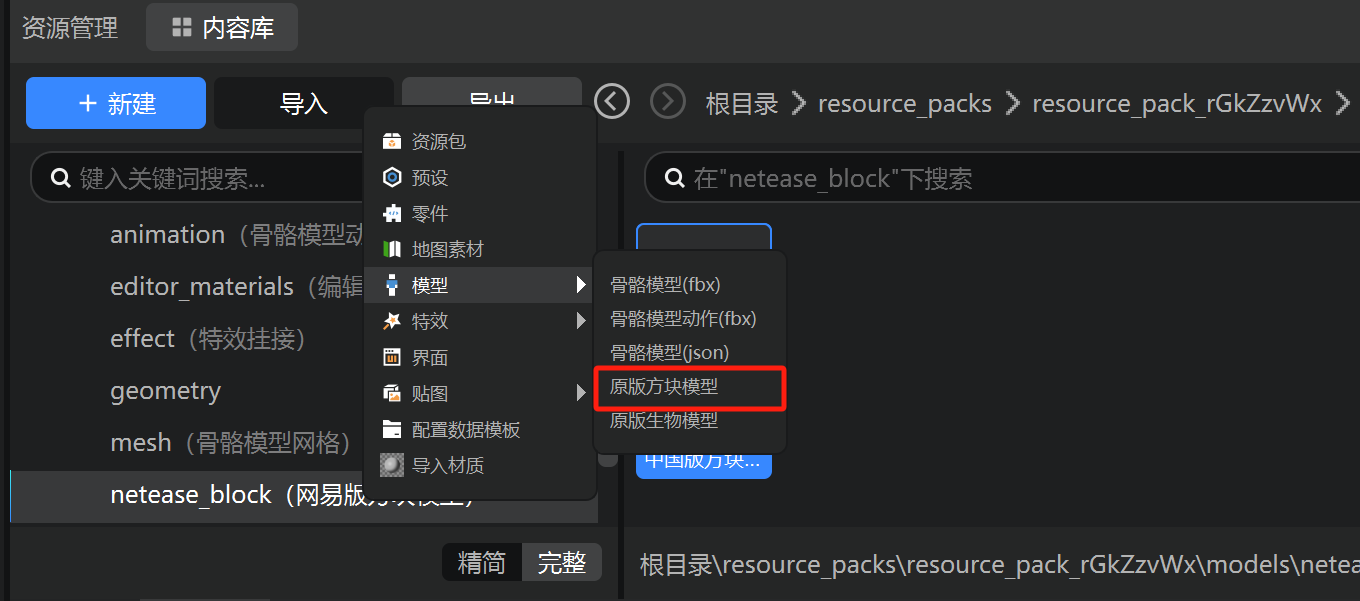 资源管理
内容库
+ 新建
导入
导出
根目录 > resource_packs > resource_pack_rGkZzvWx >
键入关键词搜索...
在"netease_block"下搜索
animation（骨骼模型动
editor_materials（编辑
effect（特效挂接）
geometry
mesh（骨骼模型网格）
netease_block（网易版方块模型）
资源包
预设
零件
地图素材
模型
特效
界面
贴图
配置数据模板
导入材质
骨骼模型(fbx)
骨骼模型动作(fbx)
骨骼模型(json)
原版方块模型
原版生物模型
中国版方块...
精简
完整
根目录\resource_packs\resource_pack_rGkZzvWx\models\netea